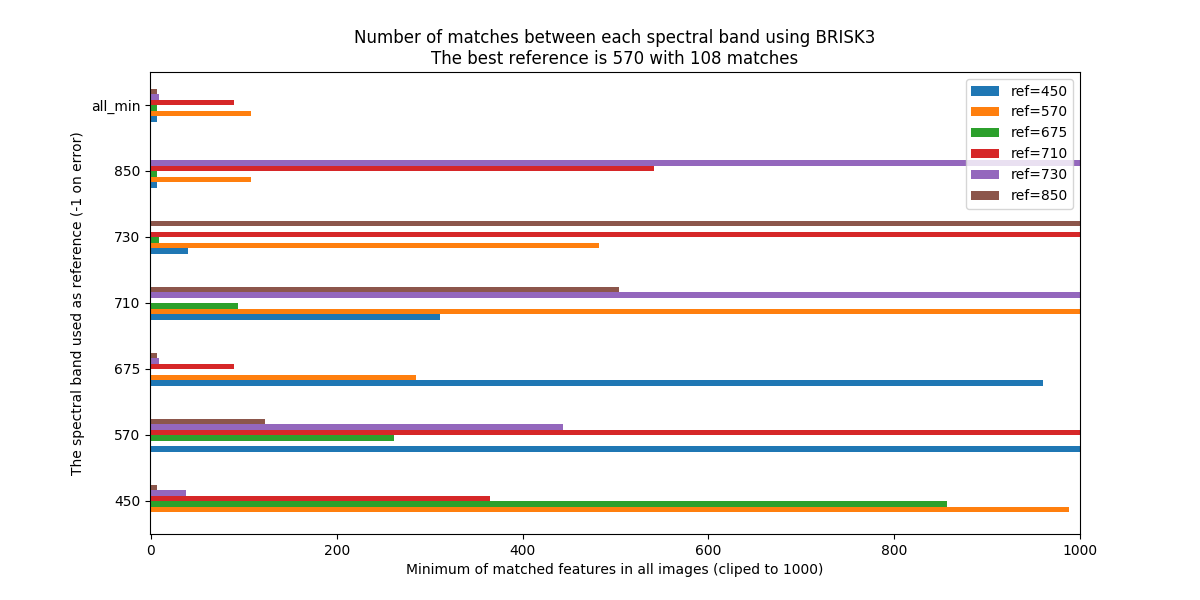 Number of matches between each spectral band using BRISK3
The best reference is 570 with 108 matches
The spectral band used as reference (-1 on error)
all_min
850
730
710
675
570
450
ref=450
ref=570
ref=675
ref=710
ref=730
ref=850
0 200 400 600 800 1000
Minimum of matched features in all images (cliped to 1000)